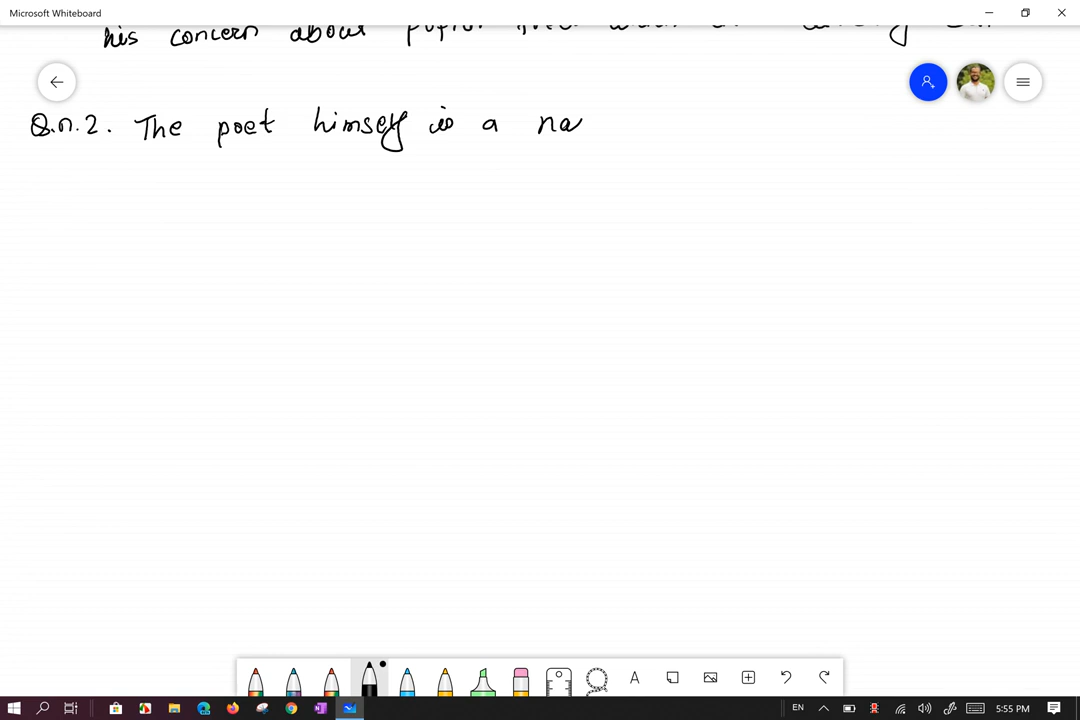 Microsoft Whiteboard
his concern about
Q.n.2. The poet himself is a na
A
EN
5:55 PM